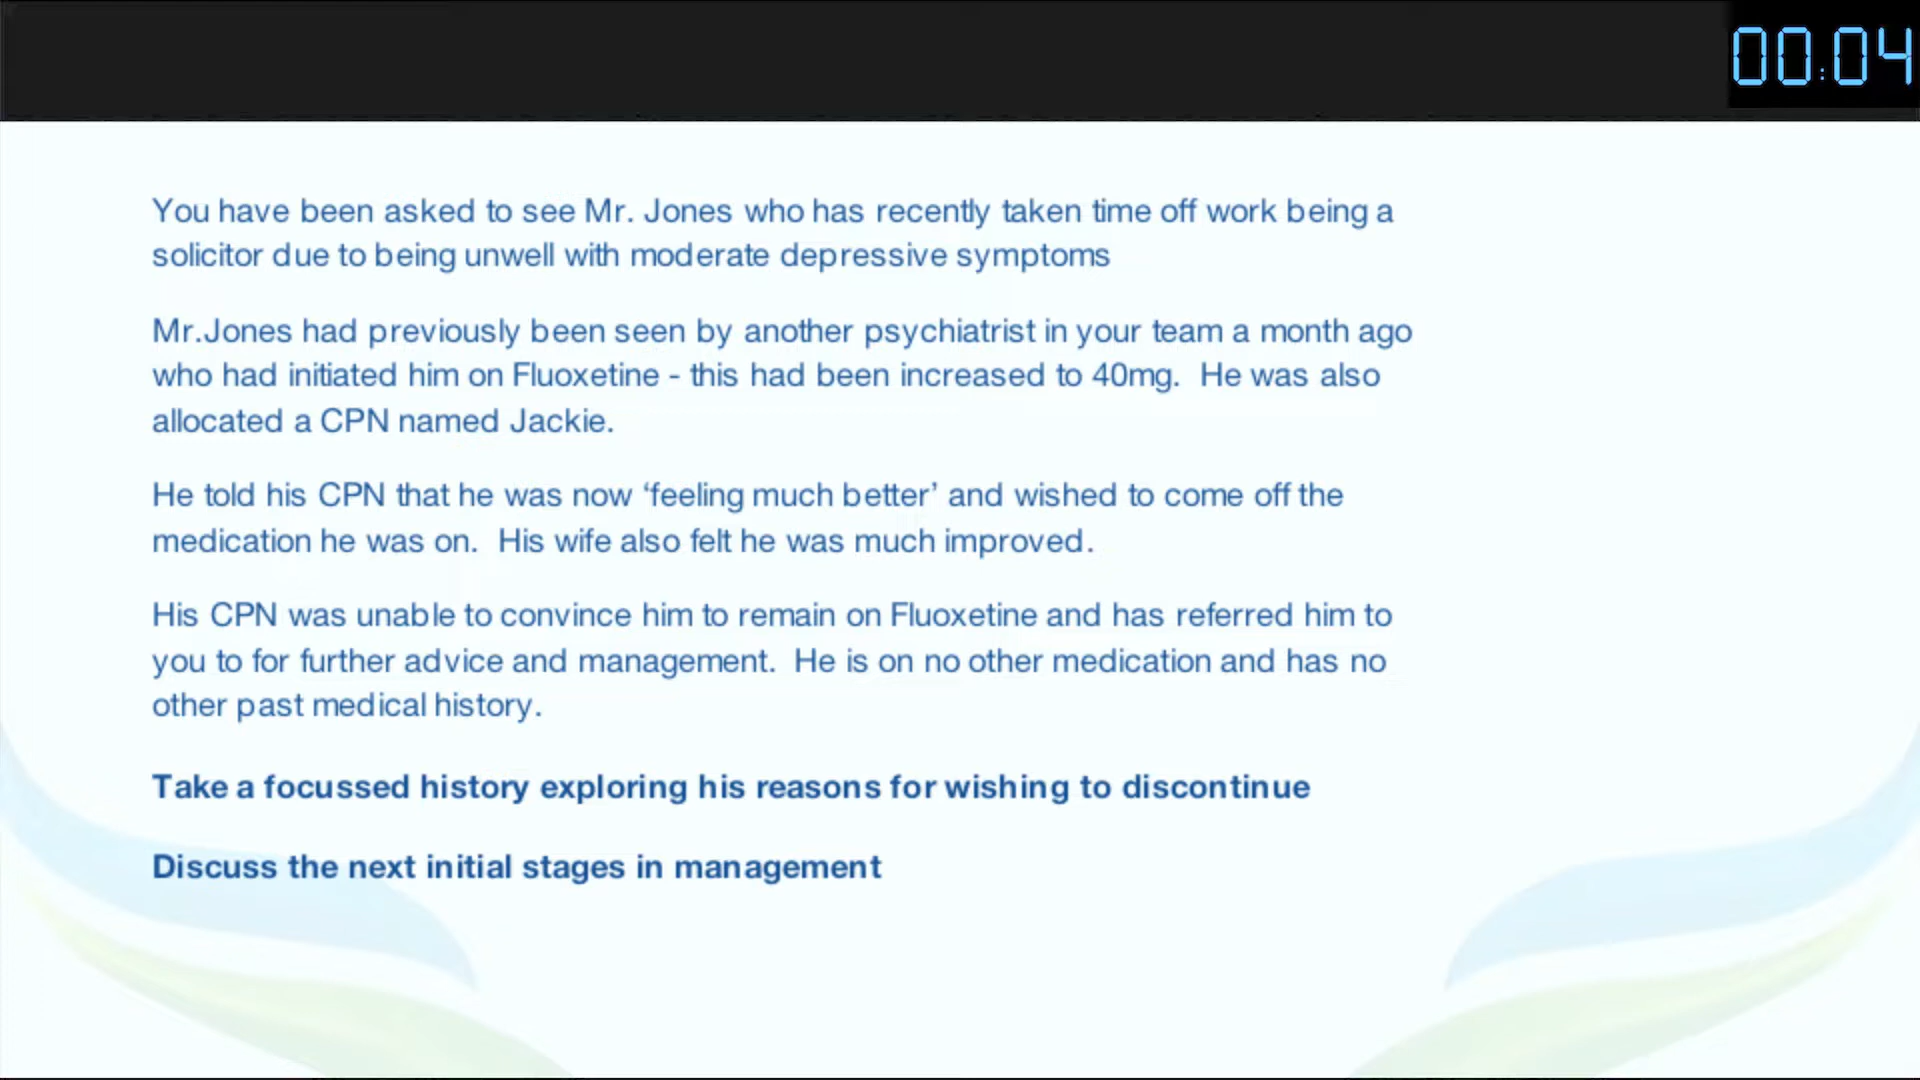 00:04
You have been asked to see Mr. Jones who has recently taken time off work being a
solicitor due to being unwell with moderate depressive symptoms
Mr.Jones had previously been seen by another psychiatrist in your team a month ago
who had initiated him on Fluoxetine - this had been increased to 40mg.  He was also
allocated a CPN named Jackie.
He told his CPN that he was now ‘feeling much better’ and wished to come off the
medication he was on.  His wife also felt he was much improved.
His CPN was unable to convince him to remain on Fluoxetine and has referred him to
you to for further advice and management.  He is on no other medication and has no
other past medical history.
Take a focussed history exploring his reasons for wishing to discontinue
Discuss the next initial stages in management